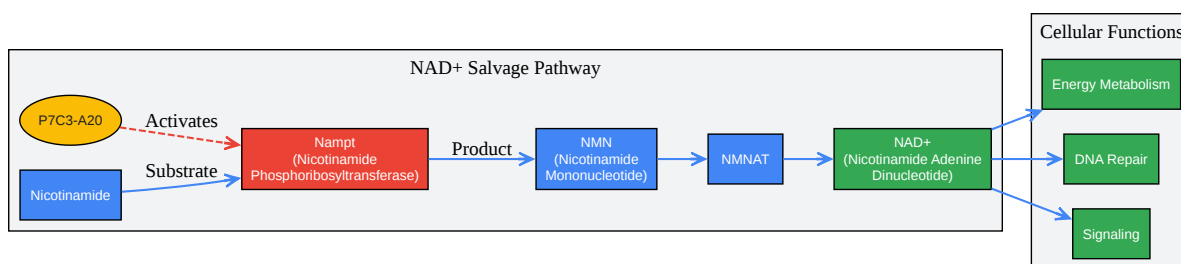 Cellular Functions
NAD+ Salvage Pathway
P7C3-A20
Activates
Nicotinamide
Substrate
Nampt
(Nicotinamide
Phosphoribosyltransferase)
Product
NMN
(Nicotinamide
Mononucleotide)
NMNAT
NAD+
(Nicotinamide Adenine
Dinucleotide)
Energy Metabolism
DNA Repair
Signaling